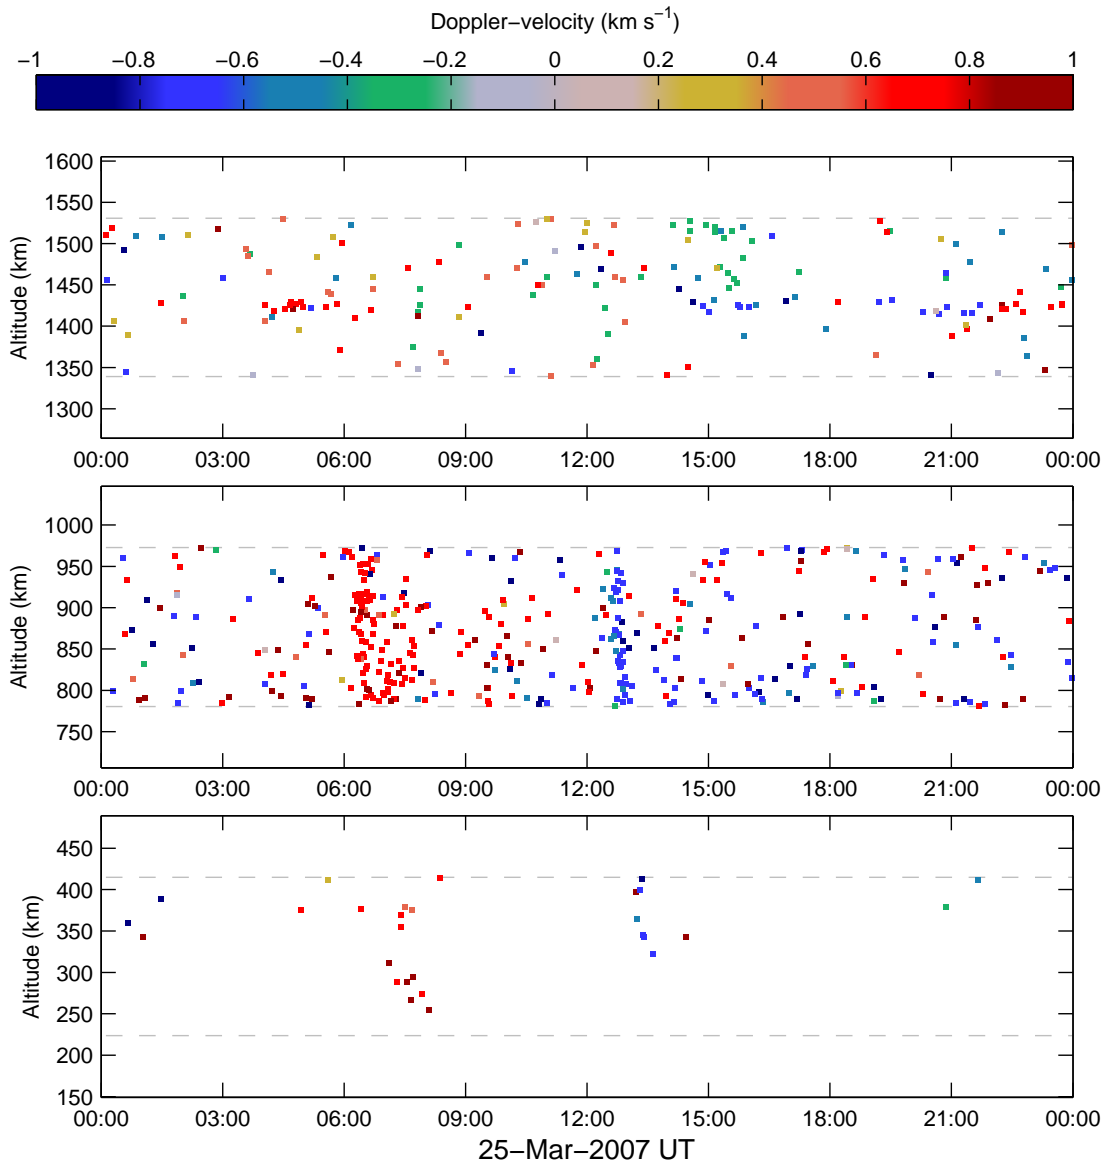 Doppler−velocity (km s−1)
−1 −0.8 −0.6 −0.4 −0.2 0 0.2 0.4 0.6 0.8 1
1600
1550
1500
1450
1400
1350
1300
Altitude (km)
00:00 03:00 06:00 09:00 12:00 15:00 18:00 21:00 00:00
1000
950
900
850
800
750
Altitude (km)
00:00 03:00 06:00 09:00 12:00 15:00 18:00 21:00 00:00
450
400
350
300
250
200
150
Altitude (km)
00:00 03:00 06:00 09:00 12:00 15:00 18:00 21:00 00:00
25−Mar−2007 UT